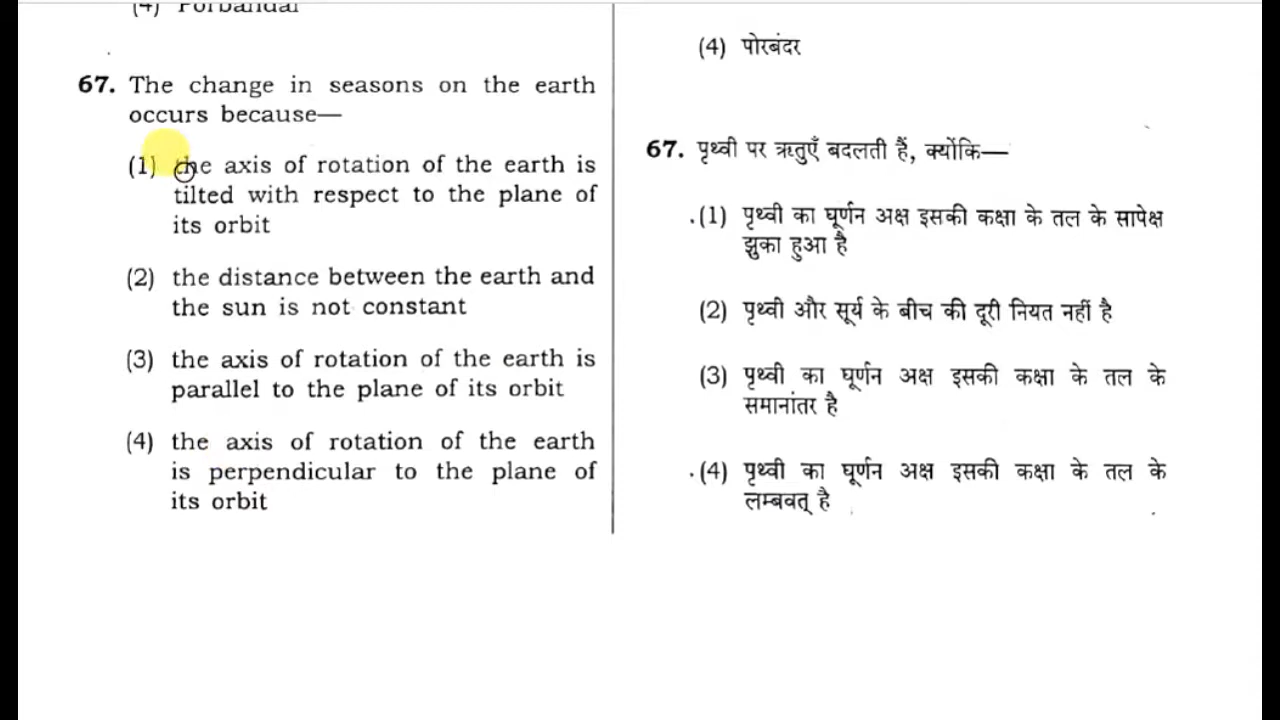 (4) Porbandar
67. The change in seasons on the earth
occurs because—
(1) the axis of rotation of the earth is
tilted with respect to the plane of
its orbit
(2) the distance between the earth and
the sun is not constant
(3) the axis of rotation of the earth is
parallel to the plane of its orbit
(4) the axis of rotation of the earth
is perpendicular to the plane of
its orbit
(4) पोरबंदर
67. पृथ्वी पर ऋतुएँ बदलती हैं, क्योंकि—
(1) पृथ्वी का घूर्णन अक्ष इसकी कक्षा के तल के सापेक्ष
झुका हुआ है
(2) पृथ्वी और सूर्य के बीच की दूरी नियत नहीं है
(3) पृथ्वी का घूर्णन अक्ष इसकी कक्षा के तल के
समानांतर है
(4) पृथ्वी का घूर्णन अक्ष इसकी कक्षा के तल के
लम्बवत् है